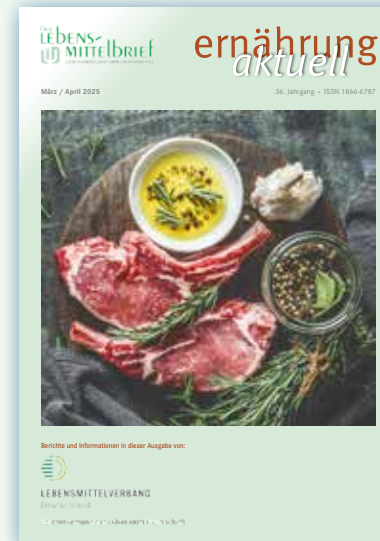 Der
LEBENS-
MITTELbrief
ernährung
aktuell
März / April 2025
36. Jahrgang • ISSN 1866-6787
Berichte und Informationen in dieser Ausgabe von:
LEBENSMITTELVERBAND
Deutschland